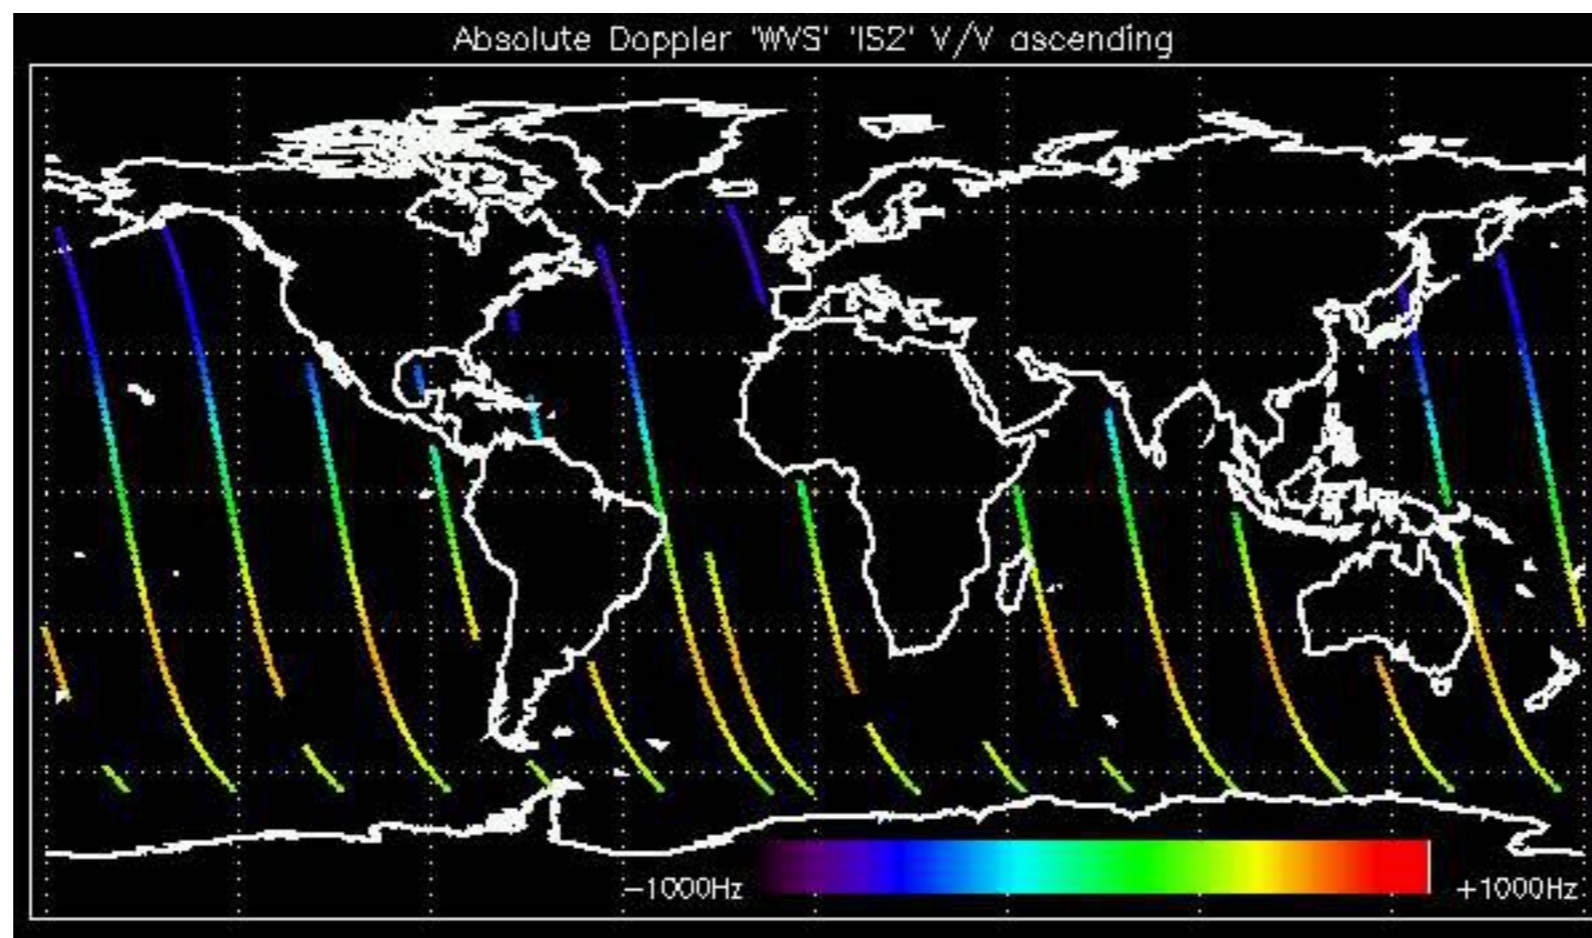 Absolute Doppler 'WVS' 'IS2' V/V ascending
-1000Hz
+1000Hz